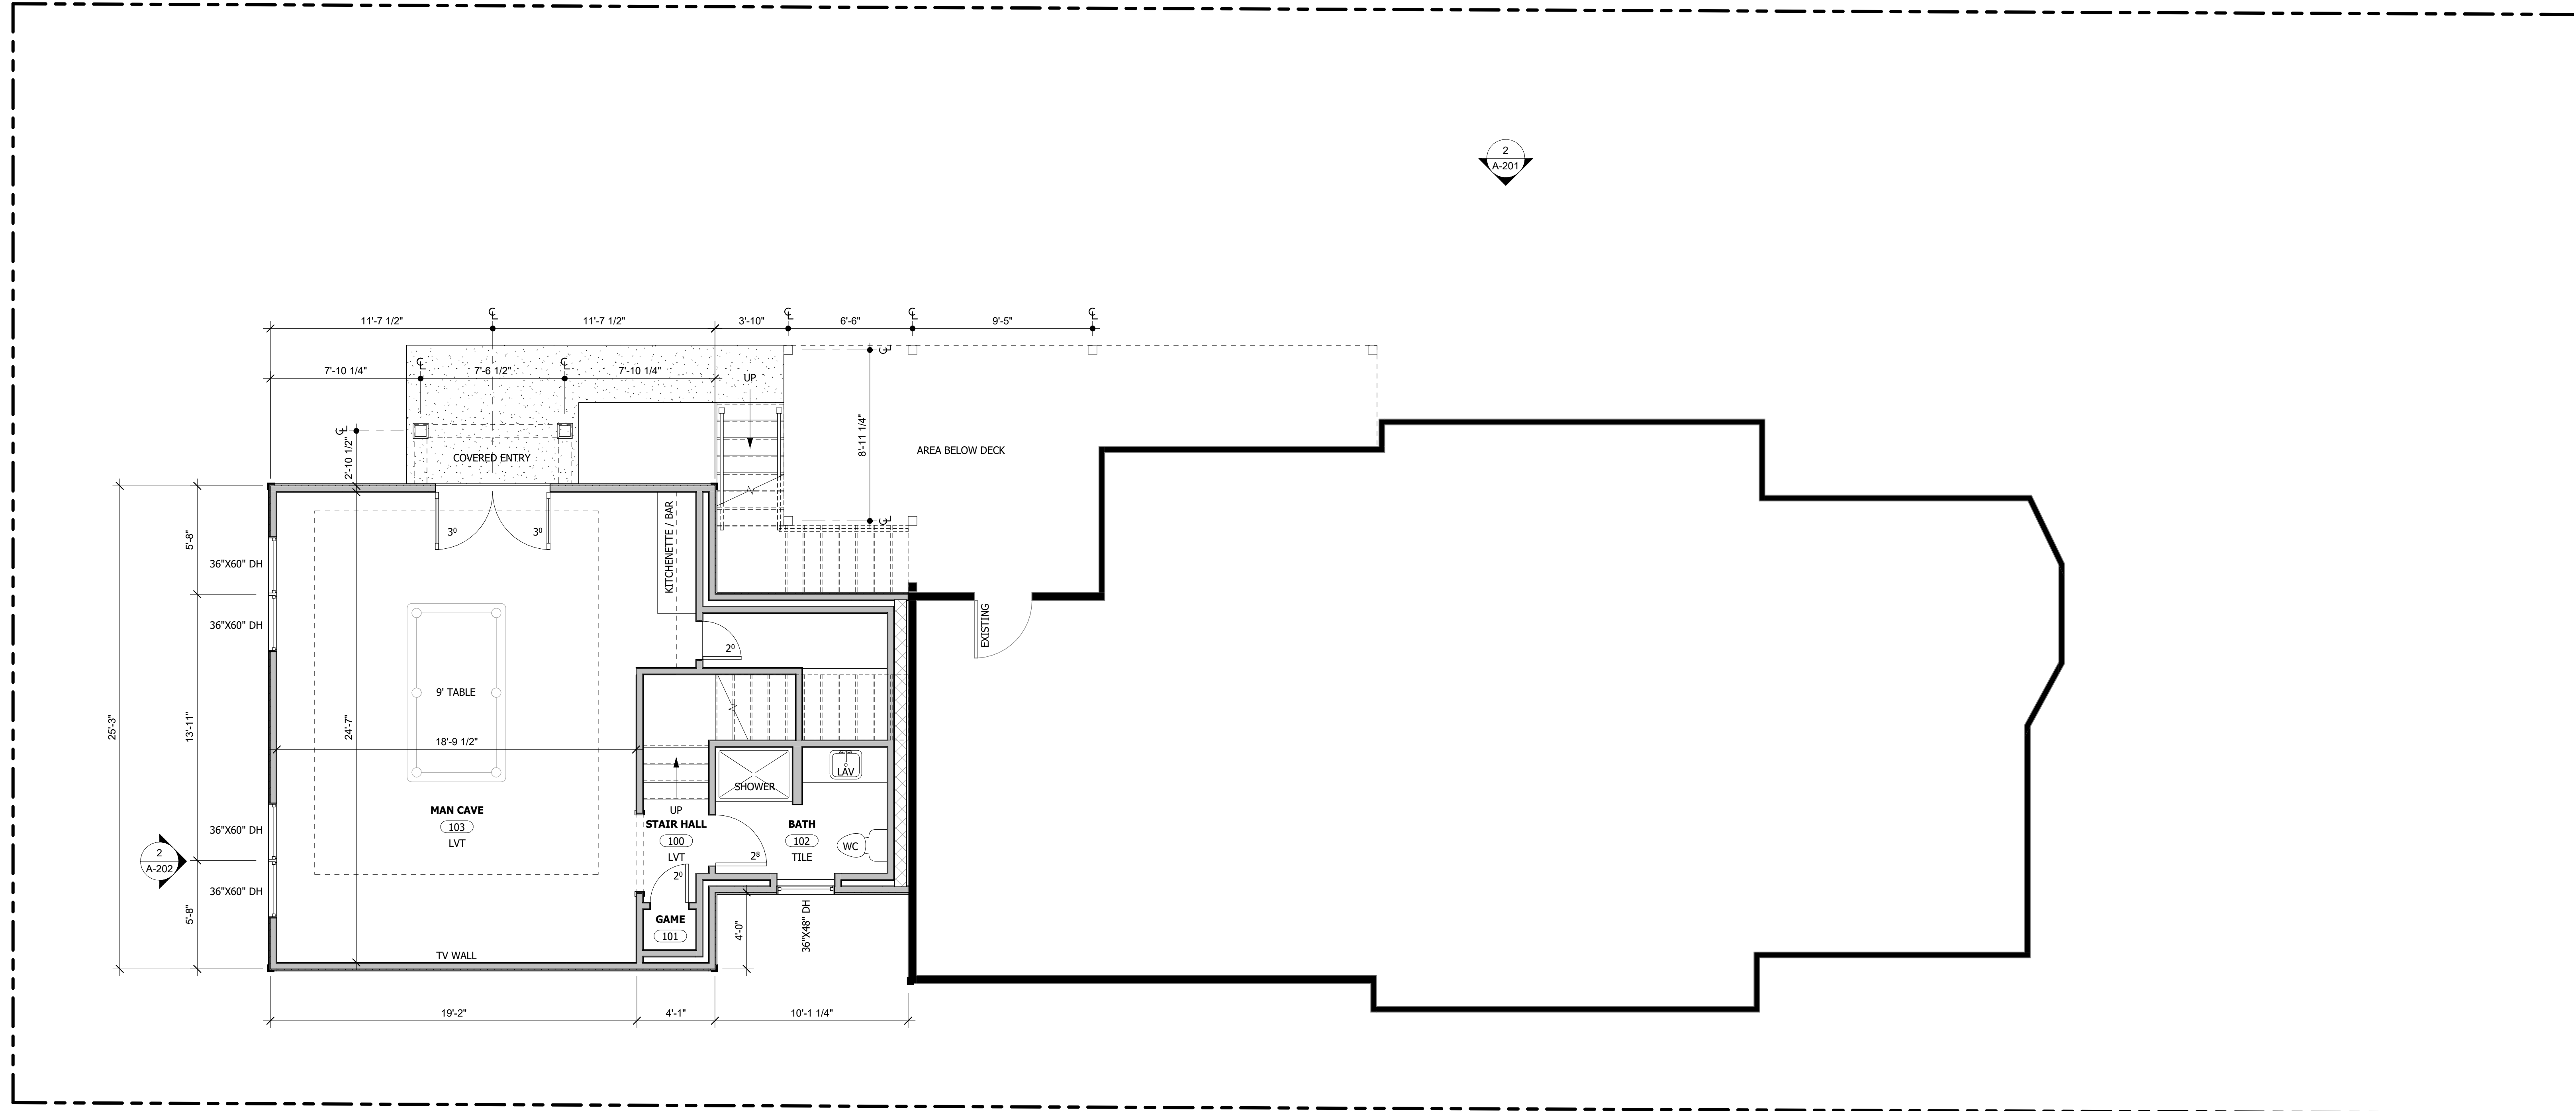 2
A-201
11'-7 1/2"
11'-7 1/2"
3'-10"
6'-6"
9'-5"
7'-10 1/4"
7'-6 1/2"
7'-10 1/4"
UP
2'-10 1/2"
8'-11 1/4"
COVERED ENTRY
AREA BELOW DECK
3⁰
3⁰
KITCHENETTE / BAR
5'-8"
36"X60" DH
36"X60" DH
EXISTING
2⁰
9' TABLE
25'-3"
13'-11"
24'-7"
18'-9 1/2"
LAV
SHOWER
MAN CAVE
103
LVT
UP
STAIR HALL
100
LVT
BATH
102
TILE
WC
2⁸
2⁰
36"X60" DH
2
A-202
36"X60" DH
5'-8"
GAME
101
4'-0"
36"X48" DH
TV WALL
19'-2"
4'-1"
10'-1 1/4"